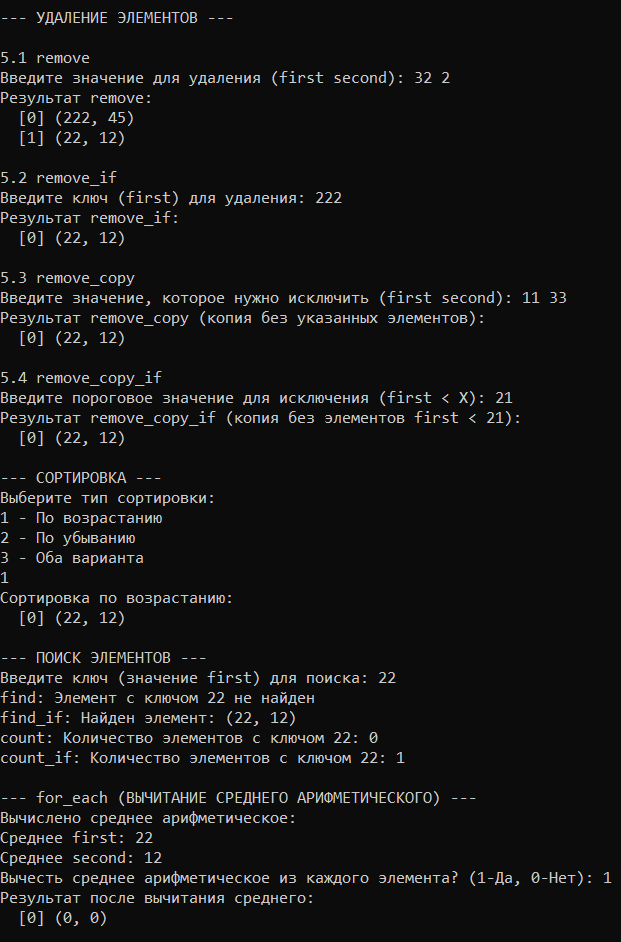 --- УДАЛЕНИЕ ЭЛЕМЕНТОВ ---
5.1 remove
Введите значение для удаления (first second): 32 2
Результат remove:
[0] (222, 45)
[1] (22, 12)
5.2 remove_if
Введите ключ (first) для удаления: 222
Результат remove_if:
[0] (22, 12)
5.3 remove_copy
Введите значение, которое нужно исключить (first second): 11 33
Результат remove_copy (копия без указанных элементов):
[0] (22, 12)
5.4 remove_copy_if
Введите пороговое значение для исключения (first < X): 21
Результат remove_copy_if (копия без элементов first < 21):
[0] (22, 12)
--- СОРТИРОВКА ---
Выберите тип сортировки:
1 - По возрастанию
2 - По убыванию
3 - Оба варианта
1
Сортировка по возрастанию:
[0] (22, 12)
--- ПОИСК ЭЛЕМЕНТОВ ---
Введите ключ (значение first) для поиска: 22
find: Элемент с ключом 22 не найден
find_if: Найден элемент: (22, 12)
count: Количество элементов с ключом 22: 0
count_if: Количество элементов с ключом 22: 1
--- for_each (ВЫЧИТАНИЕ СРЕДНЕГО АРИФМЕТИЧЕСКОГО) ---
Вычислено среднее арифметическое:
Среднее first: 22
Среднее second: 12
Вычесть среднее арифметическое из каждого элемента? (1-Да, 0-Нет): 1
Результат после вычитания среднего:
[0] (0, 0)